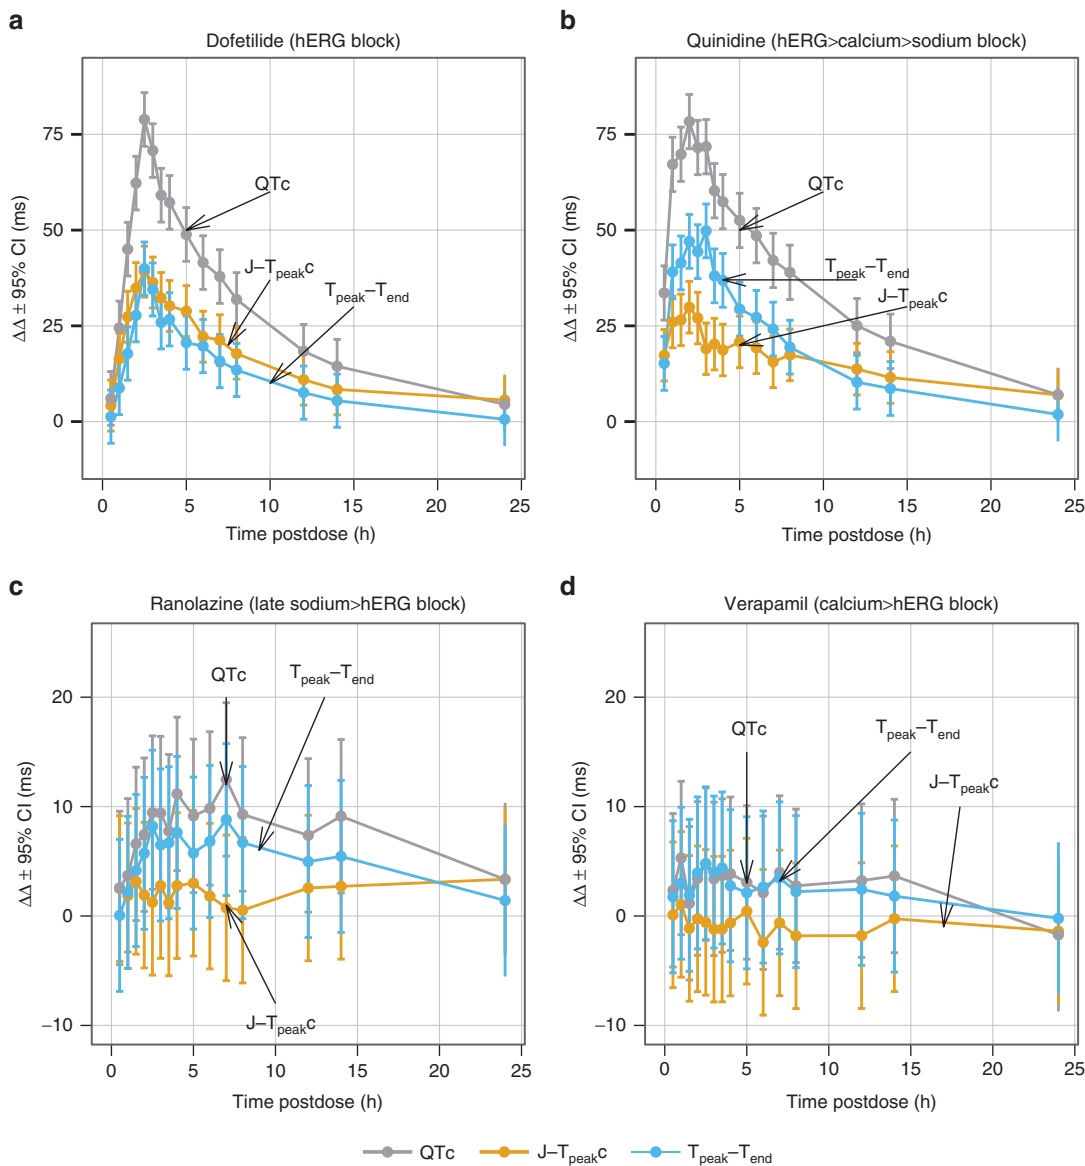 a
Dofetilide (hERG block)
75
50
25
0
ΔΔ ± 95% CI (ms)
QTc
J–Tpeakc
Tpeak–Tend
0 5 10 15 20 25
Time postdose (h)
b
Quinidine (hERG>calcium>sodium block)
75
50
25
0
ΔΔ ± 95% CI (ms)
QTc
Tpeak–Tend
J–Tpeakc
0 5 10 15 20 25
Time postdose (h)
c
Ranolazine (late sodium>hERG block)
20
10
0
–10
ΔΔ ± 95% CI (ms)
QTc
Tpeak–Tend
J–Tpeakc
0 5 10 15 20 25
Time postdose (h)
d
Verapamil (calcium>hERG block)
20
10
0
–10
ΔΔ ± 95% CI (ms)
QTc
Tpeak–Tend
J–Tpeakc
0 5 10 15 20 25
Time postdose (h)
QTc J–Tpeakc Tpeak–Tend